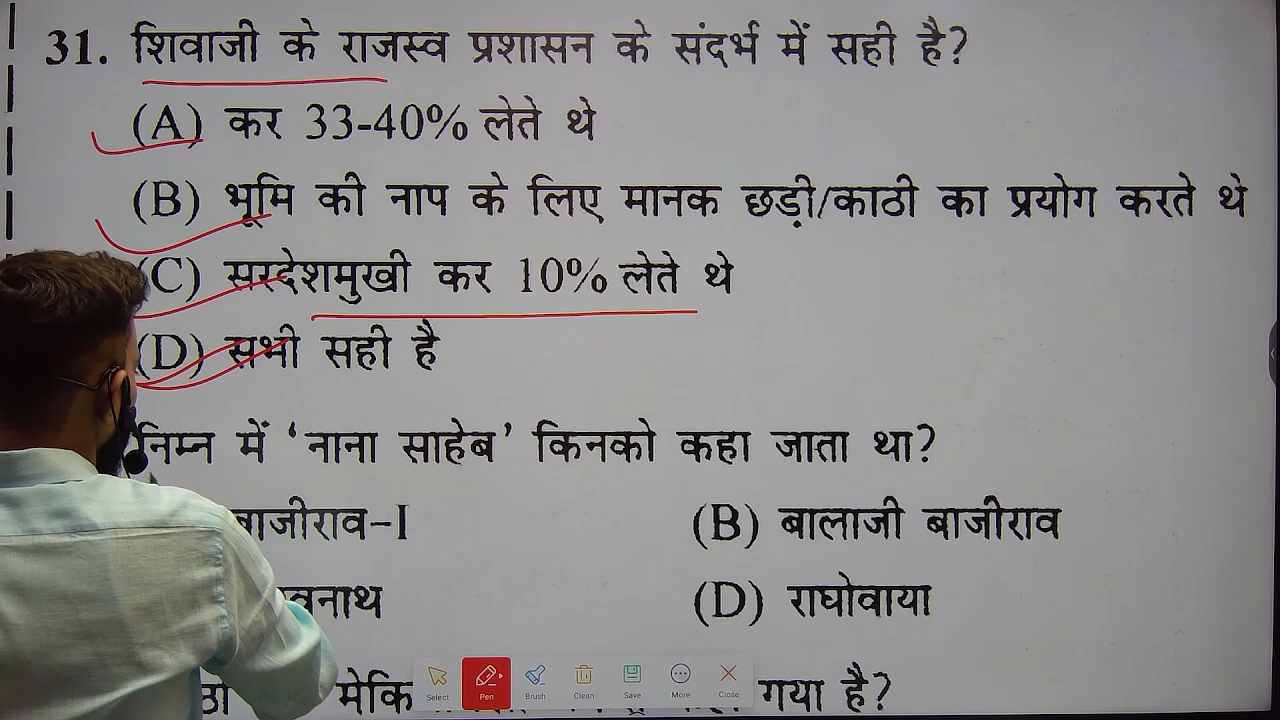 31. शिवाजी के राजस्व प्रशासन के संदर्भ में सही है?
(A) कर 33-40% लेते थे
(B) भूमि की नाप के लिए मानक छड़ी/काठी का प्रयोग करते थे
(C) सरदेशमुखी कर 10% लेते थे
(D) सभी सही है
निम्न में ‘नाना साहेब’ किनको कहा जाता था?
बाजीराव-I (B) बालाजी बाजीराव
(D) राघोवाया
गया है?
Select Pen Brush Clean Save More Close